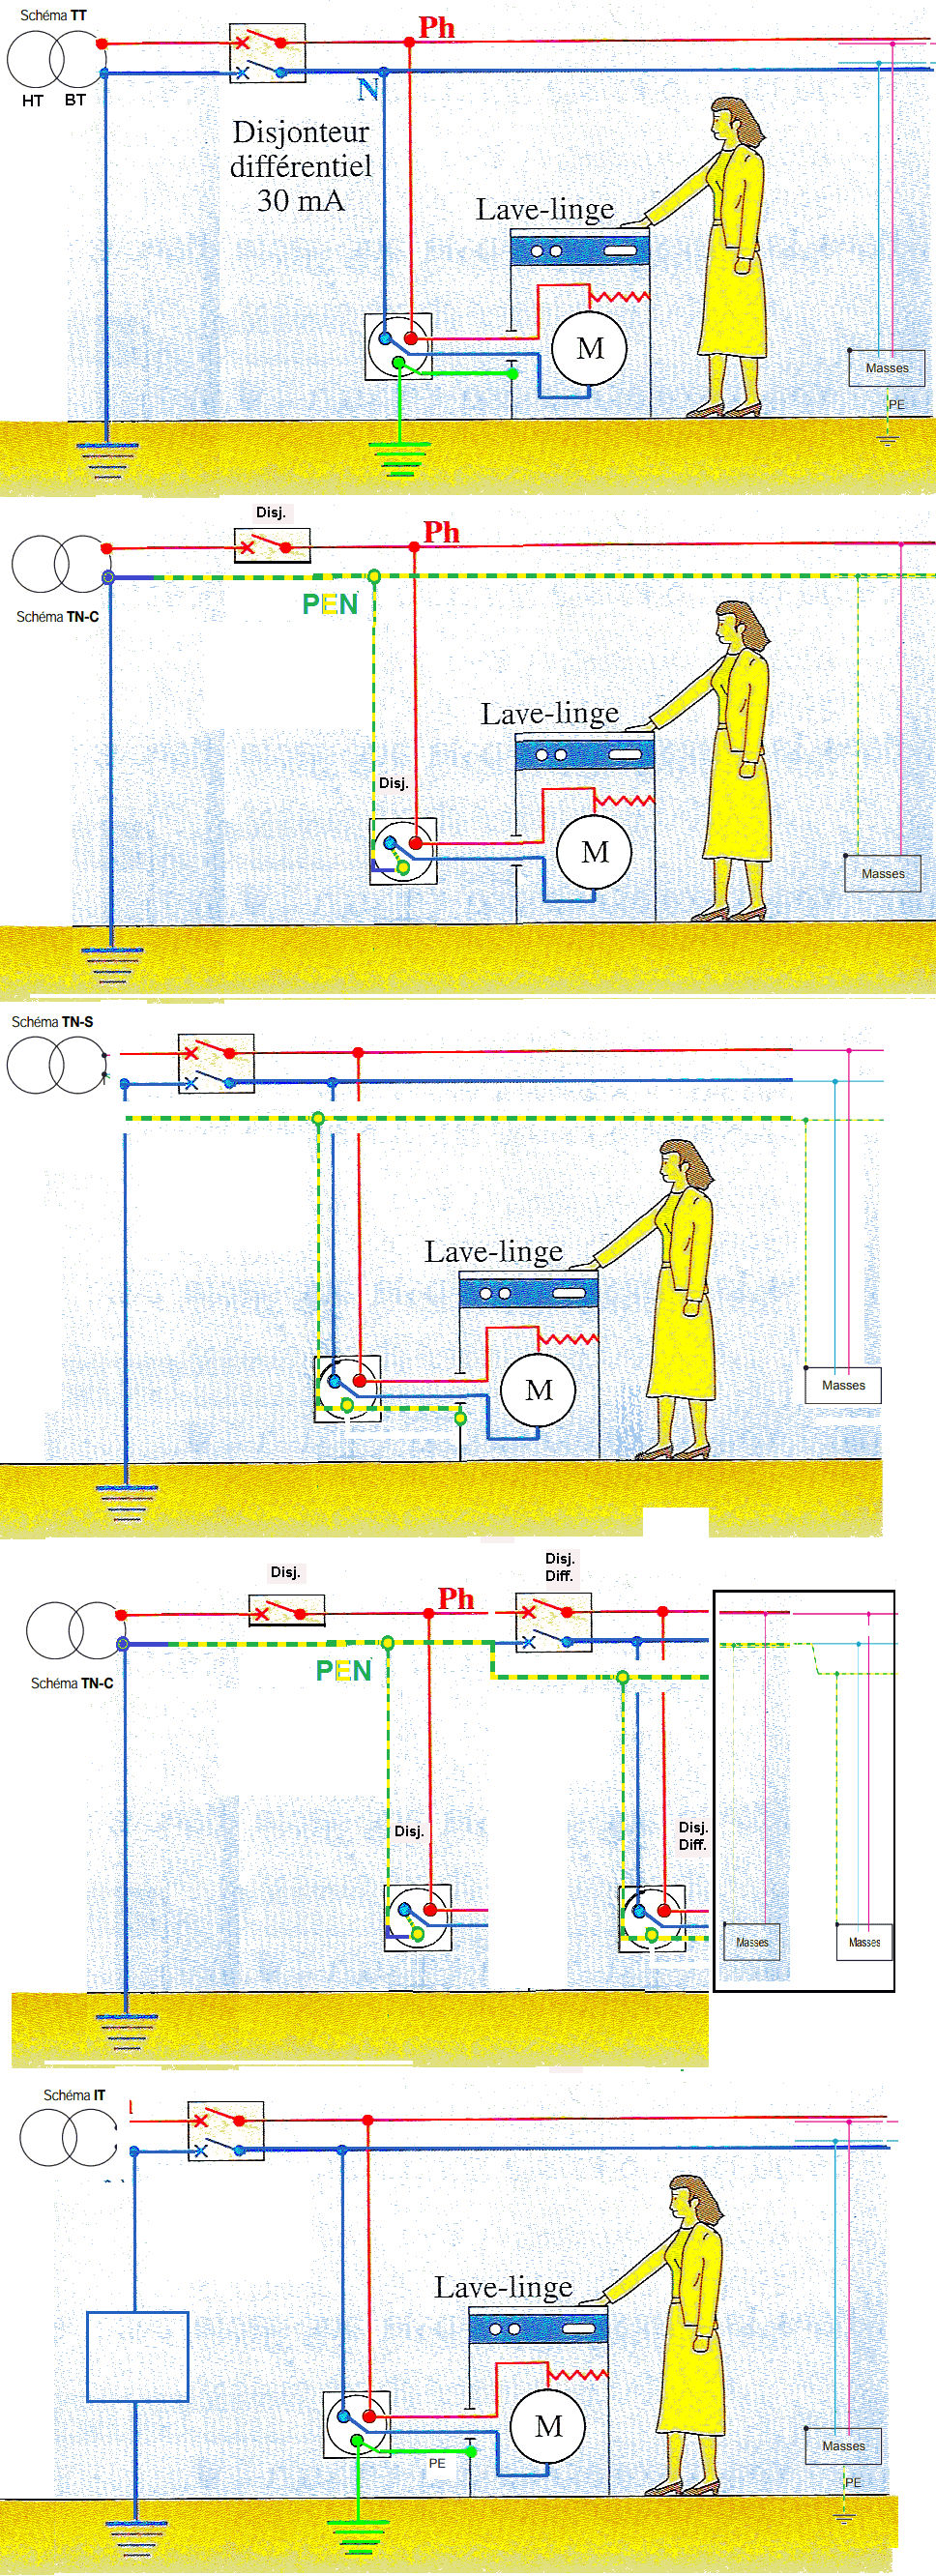 Schéma TT
Ph
HT BT
N
Disjonteur
différentiel
30 mA
Lave-linge
M
Masses
PE
Disj.
Ph
Schéma TN-C
PEN
Lave-linge
Disj.
M
Masses
Schéma TN-S
Lave-linge
M
Masses
Disj.
Disj.
Diff.
Ph
PEN
Schéma TN-C
Disj.
Disj.
Diff.
Masses
Masses
Schéma IT
Lave-linge
M
PE
Masses
PE